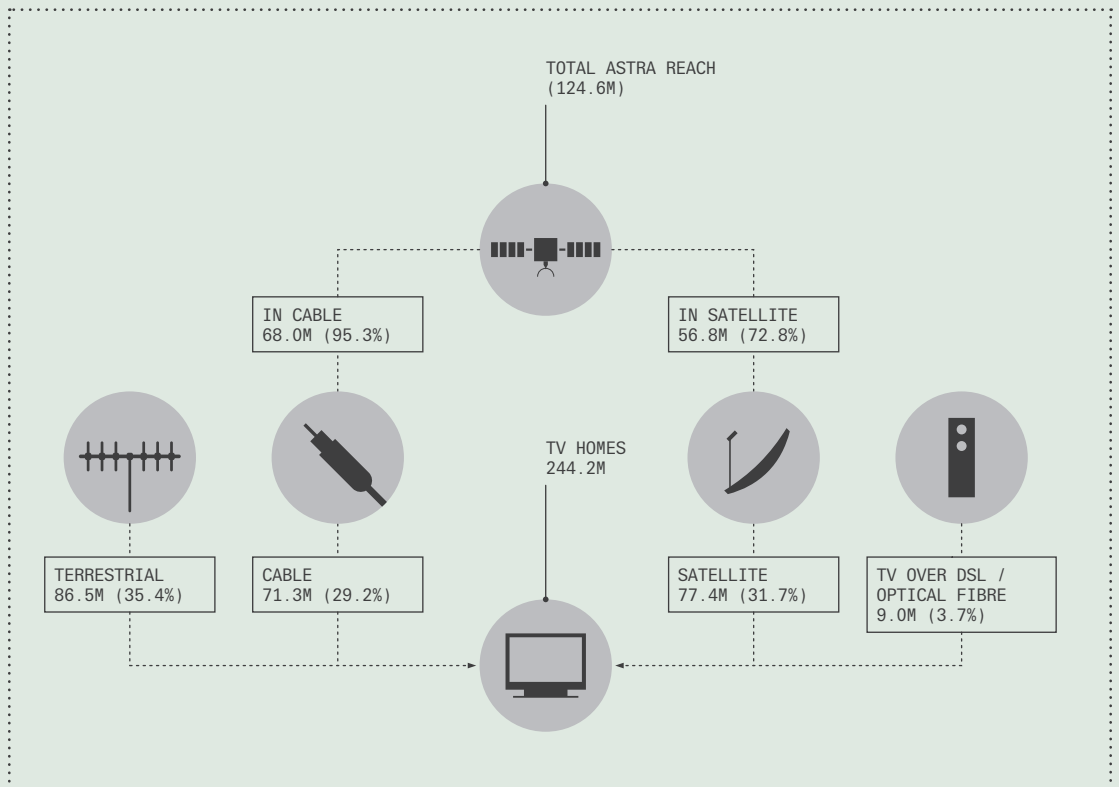 TOTAL ASTRA REACH
(124.6M)
IN CABLE
68.0M (95.3%)
IN SATELLITE
56.8M (72.8%)
TV HOMES
244.2M
TERRESTRIAL
86.5M (35.4%)
CABLE
71.3M (29.2%)
SATELLITE
77.4M (31.7%)
TV OVER DSL /
OPTICAL FIBRE
9.0M (3.7%)